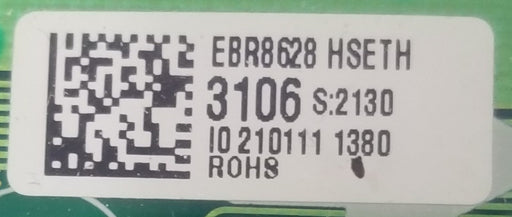 EBR8628 HSETH
3106 S:2130
IO 210111 1380
ROHS